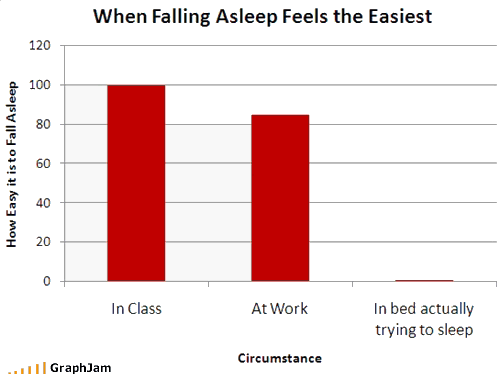 When Falling Asleep Feels the Easiest
How Easy it is to Fall Asleep
120
100
80
60
40
20
0
In Class
At Work
In bed actually
trying to sleep
Circumstance
GraphJam